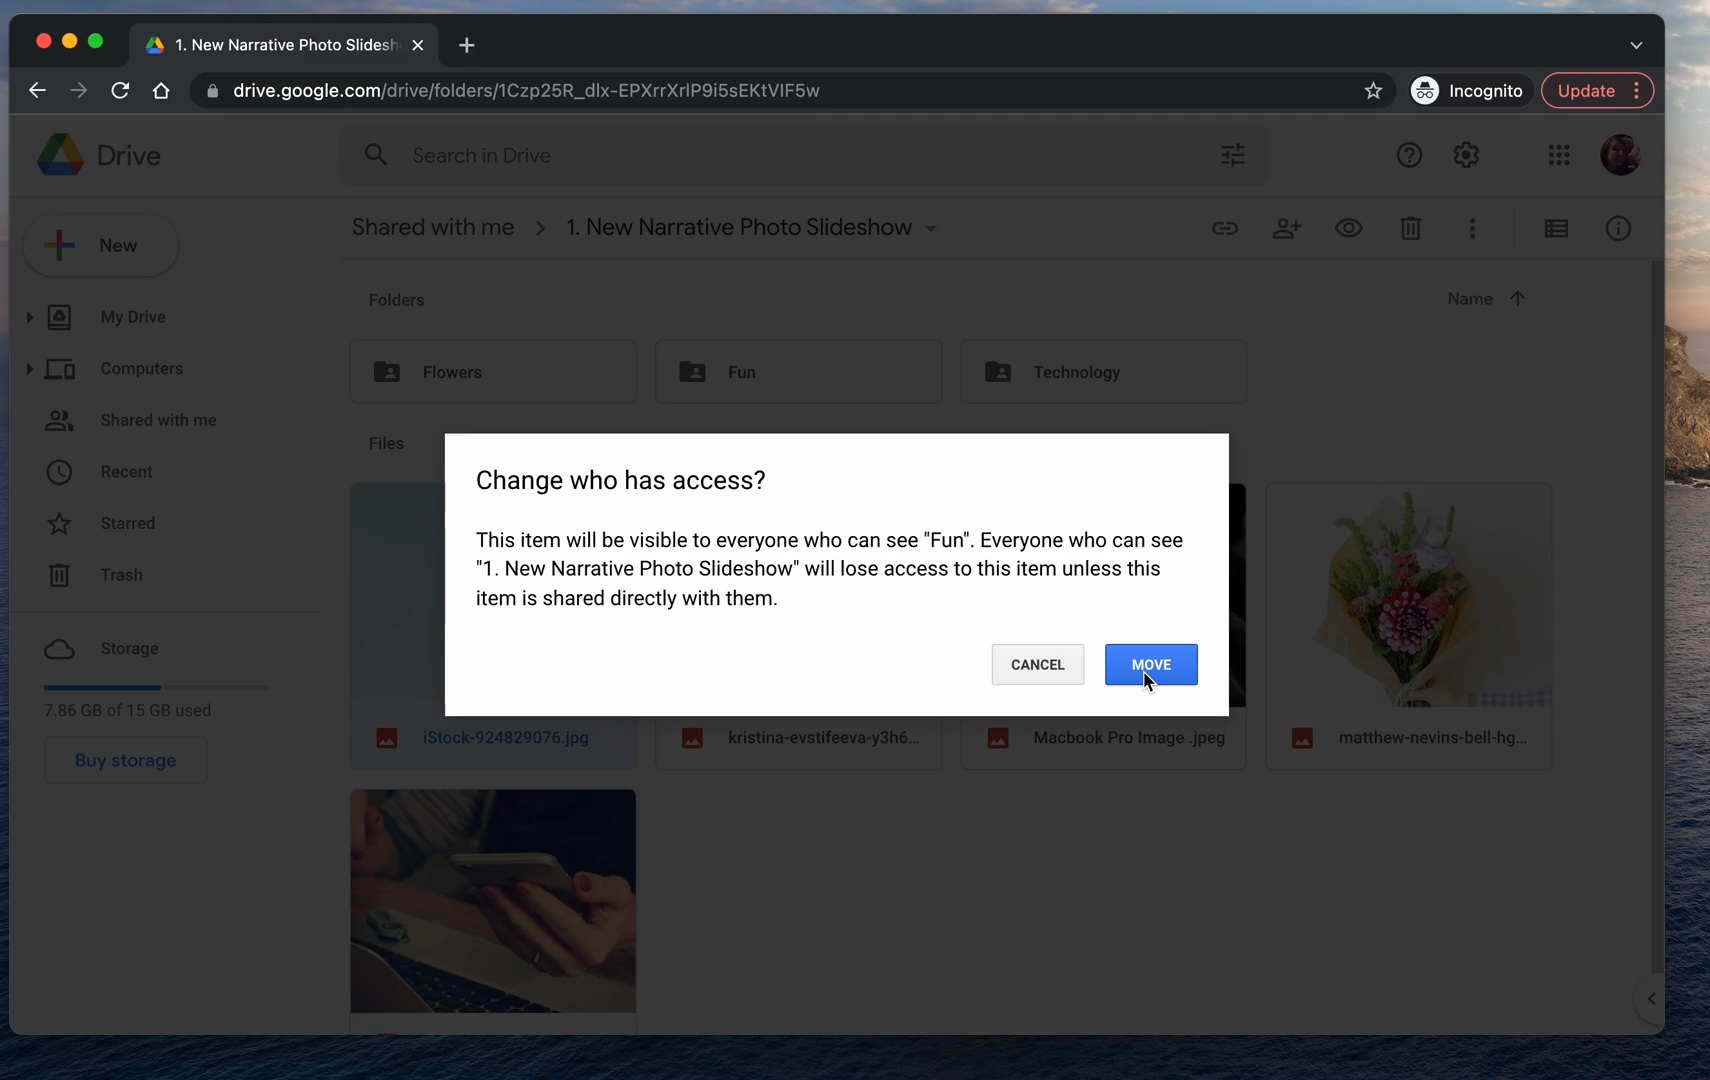 1. New Narrative Photo Slidesh
drive.google.com/drive/folders/1Czp25R_dlx-EPXrrXrIP9i5sEKtVIF5w
Incognito
Update
Drive
Search in Drive
New
Shared with me > 1. New Narrative Photo Slideshow
My Drive
Computers
Shared with me
Recent
Starred
Trash
Storage
7.86 GB of 15 GB used
Buy storage
Folders
Name
Flowers
Fun
Technology
Files
Change who has access?
This item will be visible to everyone who can see "Fun". Everyone who can see
"1. New Narrative Photo Slideshow" will lose access to this item unless this
item is shared directly with them.
CANCEL
MOVE
iStock-924829076.jpg
kristina-evstifeeva-y3h6...
Macbook Pro Image .jpeg
matthew-nevins-bell-hg...